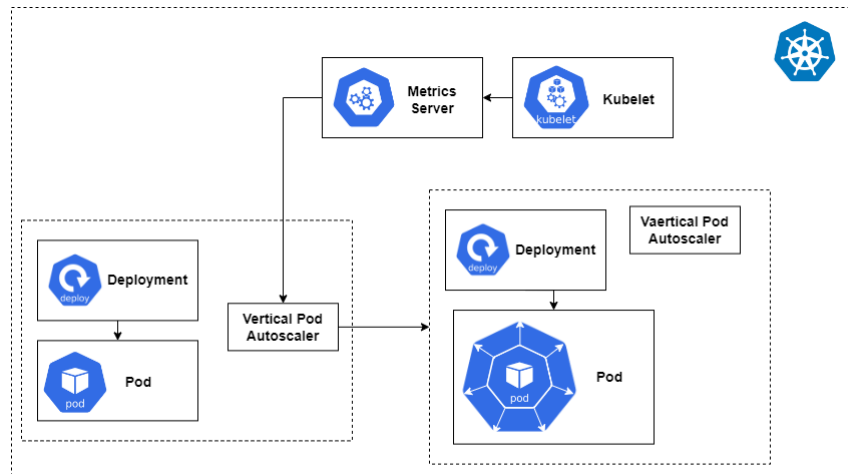 Metrics
Server
kubelet
Kubelet
deploy
Deployment
pod
Pod
Vertical Pod
Autoscaler
deploy
Deployment
Vaertical Pod
Autoscaler
pod
Pod